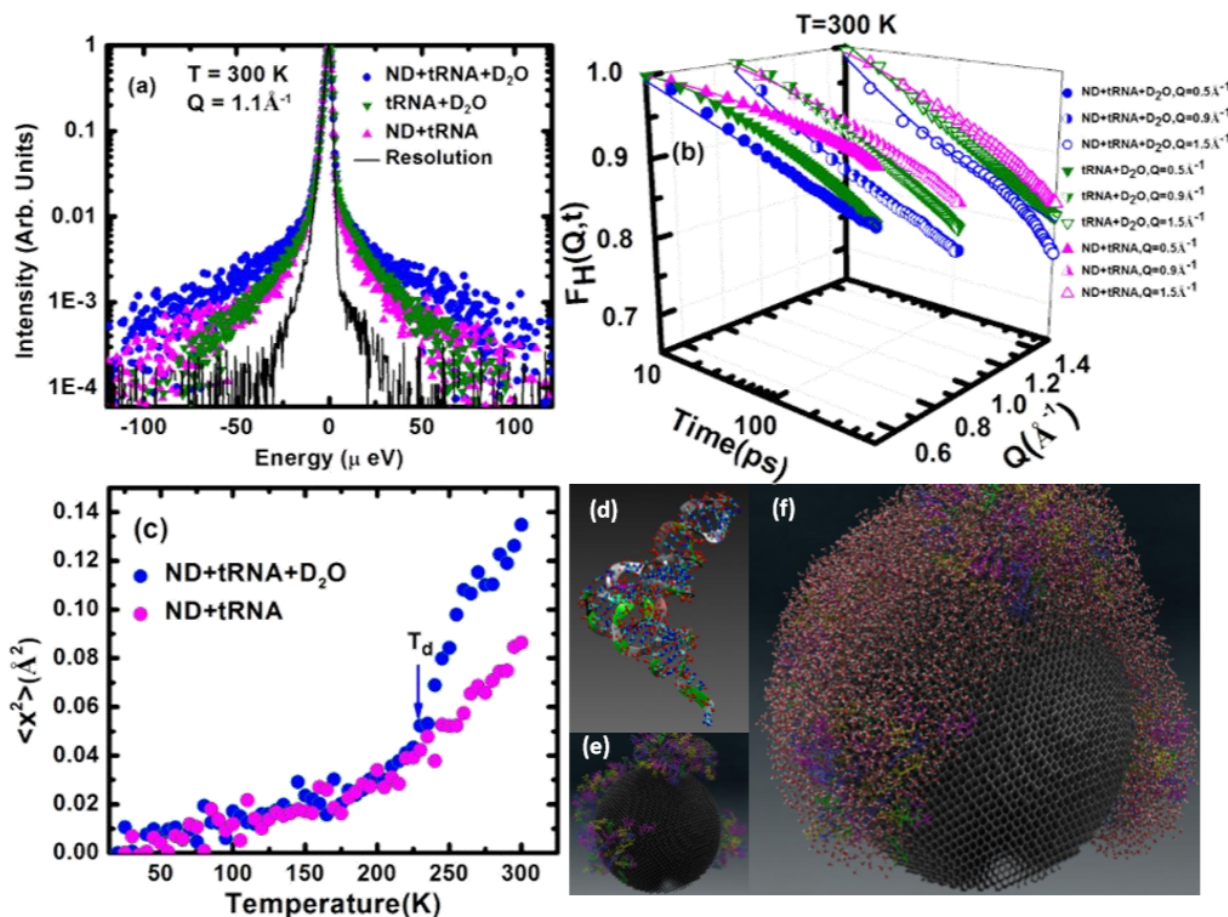 (a)
T = 300 K
Q = 1.1Å⁻¹
ND+tRNA+D₂O
tRNA+D₂O
ND+tRNA
Resolution
1
0.1
0.01
1E-3
1E-4
Intensity (Arb. Units)
-100 -50 0 50 100
Energy (μ eV)
T=300 K
(b)
1.0
0.9
0.8
0.7
F_H(Q,t)
10
100
Time(ps)
0.6
0.8
1.0
1.2
1.4
Q(Å⁻¹)
ND+tRNA+D₂O,Q=0.5Å⁻¹
ND+tRNA+D₂O,Q=0.9Å⁻¹
ND+tRNA+D₂O,Q=1.5Å⁻¹
tRNA+D₂O,Q=0.5Å⁻¹
tRNA+D₂O,Q=0.9Å⁻¹
tRNA+D₂O,Q=1.5Å⁻¹
ND+tRNA,Q=0.5Å⁻¹
ND+tRNA,Q=0.9Å⁻¹
ND+tRNA,Q=1.5Å⁻¹
(c)
ND+tRNA+D₂O
ND+tRNA
T_d
0.14
0.12
0.10
0.08
0.06
0.04
0.02
0.00
<x²>(Å²)
50 100 150 200 250 300
Temperature(K)
(d)
(e)
(f)